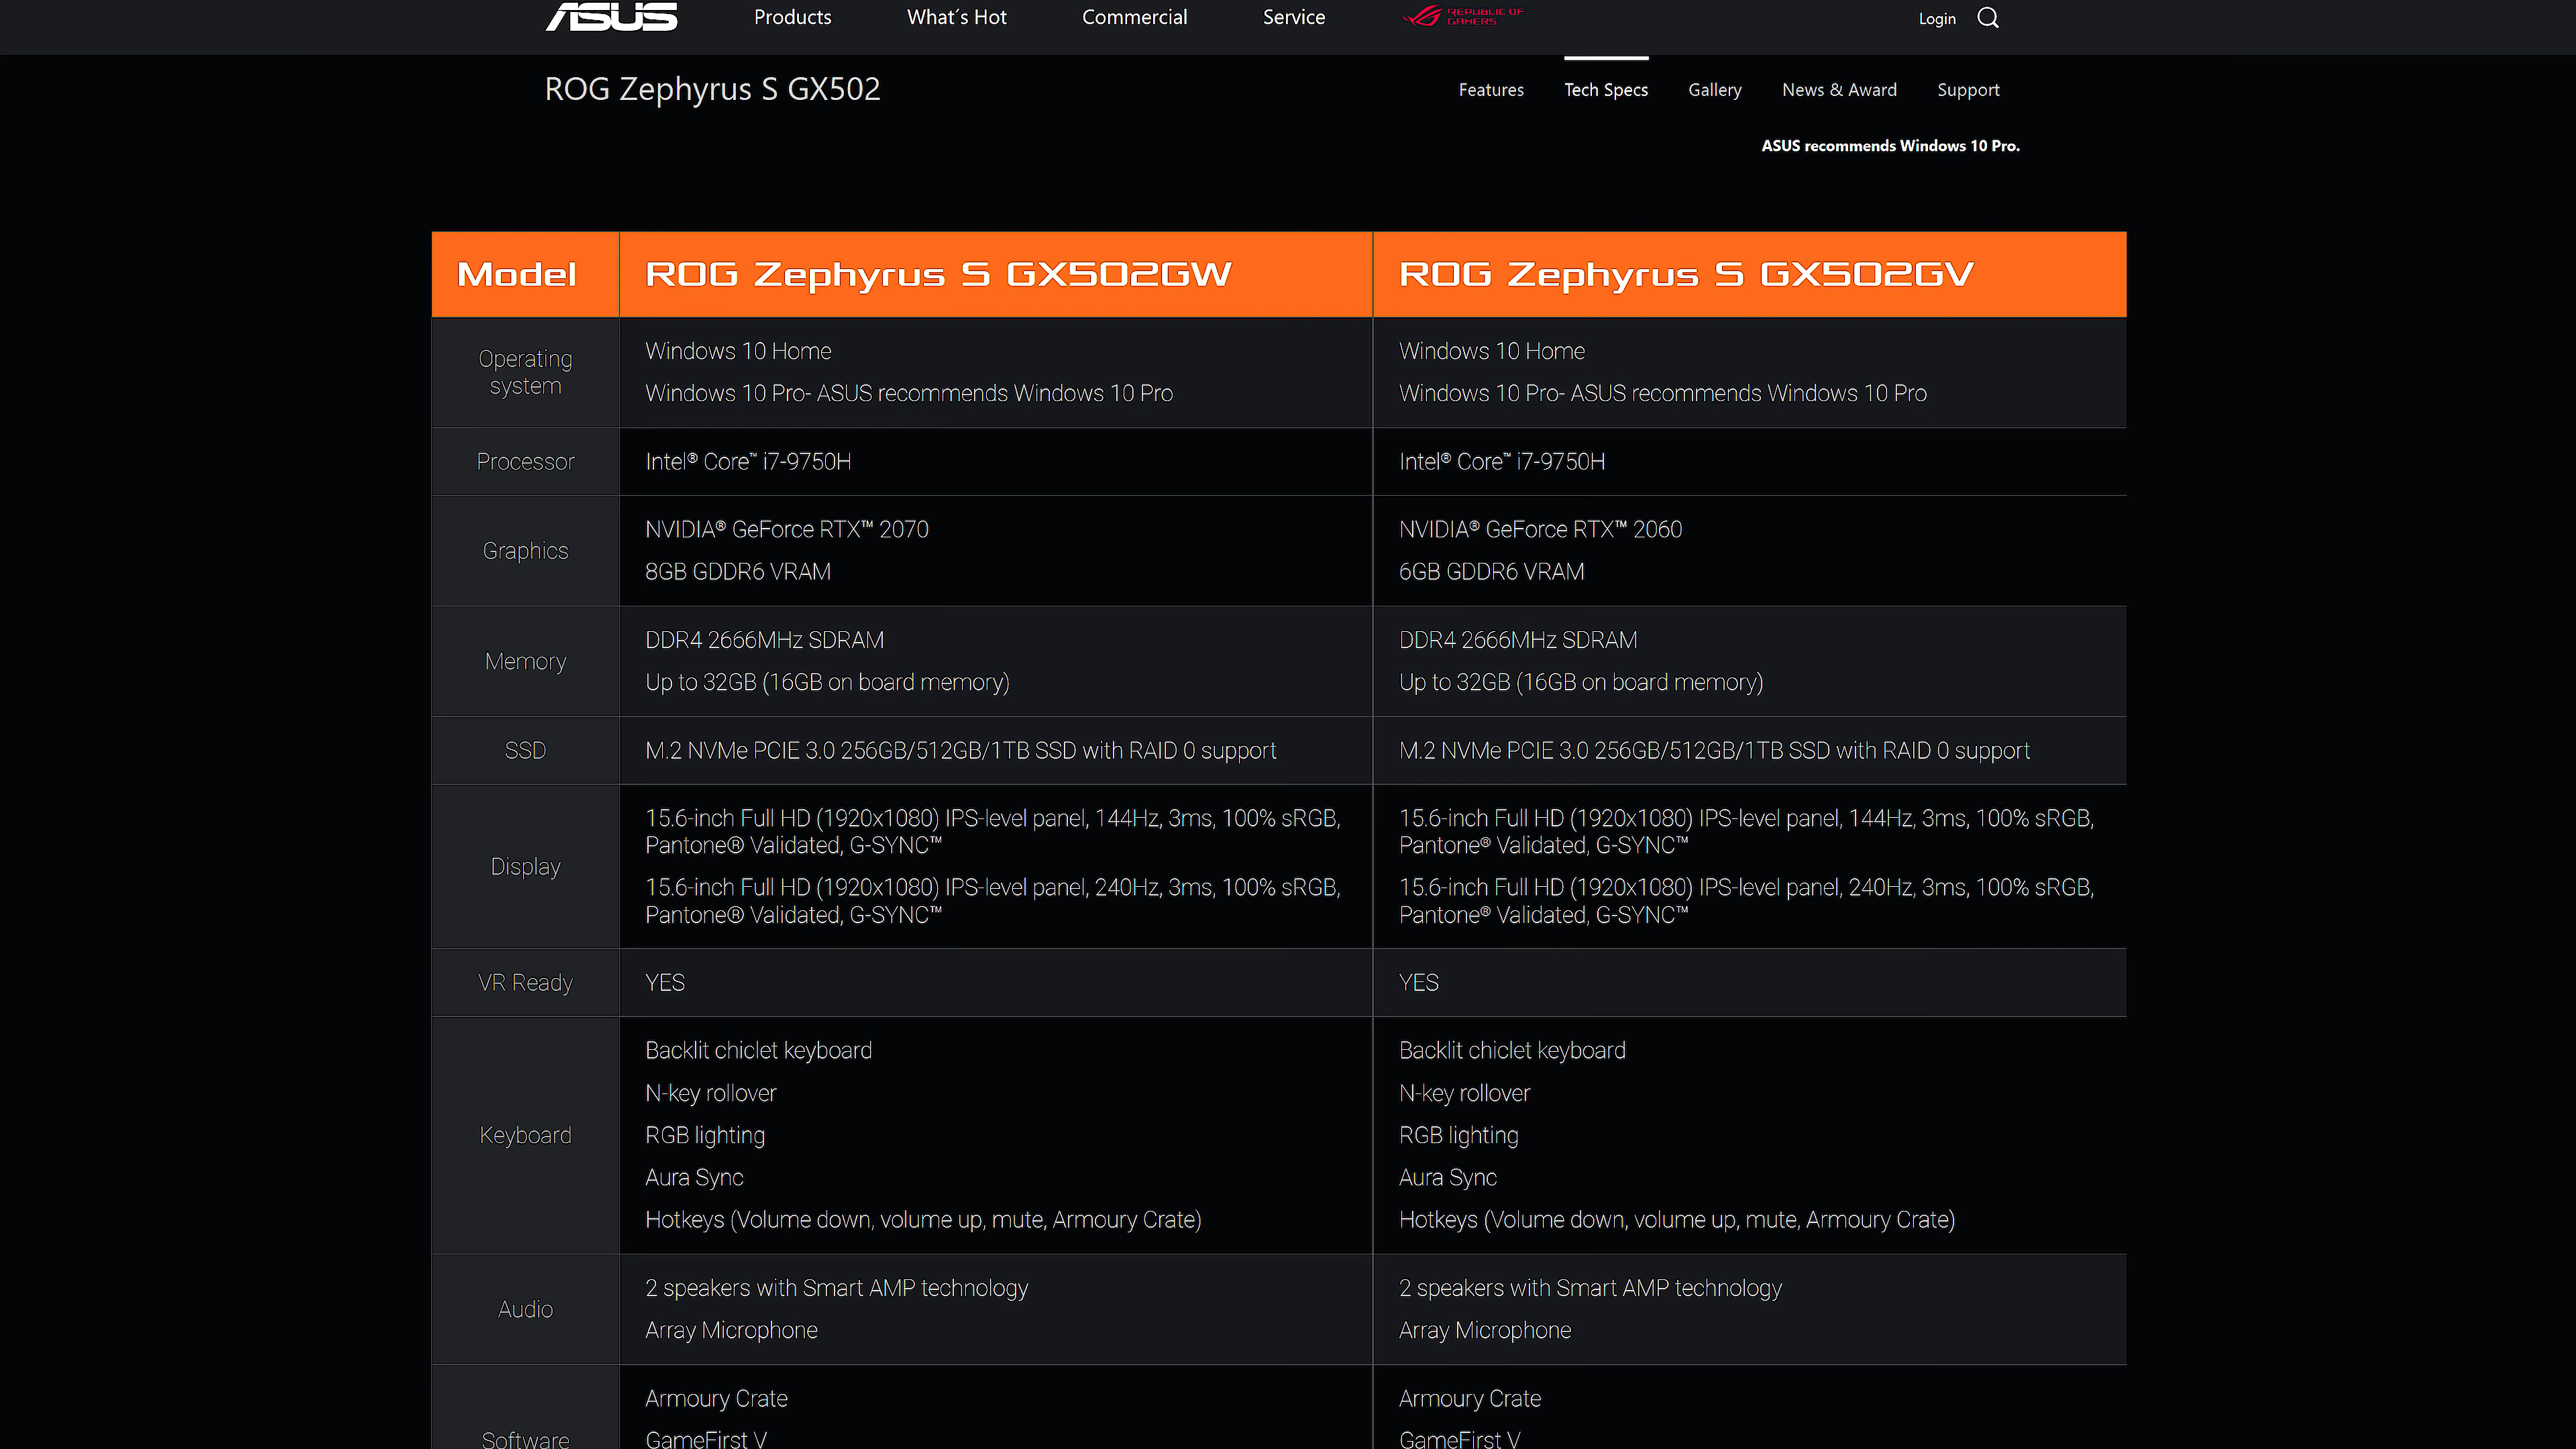 ASUS Products What´s Hot Commercial Service REPUBLIC OF GAMERS Login
ROG Zephyrus S GX502 Features Tech Specs Gallery News & Award Support
ASUS recommends Windows 10 Pro.
Model ROG Zephyrus S GX502GW ROG Zephyrus S GX502GV
Operating system
Windows 10 Home Windows 10 Home
Windows 10 Pro- ASUS recommends Windows 10 Pro Windows 10 Pro- ASUS recommends Windows 10 Pro
Processor Intel® Core™ i7-9750H Intel® Core™ i7-9750H
Graphics
NVIDIA® GeForce RTX™ 2070 NVIDIA® GeForce RTX™ 2060
8GB GDDR6 VRAM 6GB GDDR6 VRAM
Memory
DDR4 2666MHz SDRAM DDR4 2666MHz SDRAM
Up to 32GB (16GB on board memory) Up to 32GB (16GB on board memory)
SSD M.2 NVMe PCIE 3.0 256GB/512GB/1TB SSD with RAID 0 support M.2 NVMe PCIE 3.0 256GB/512GB/1TB SSD with RAID 0 support
Display
15.6-inch Full HD (1920x1080) IPS-level panel, 144Hz, 3ms, 100% sRGB, 15.6-inch Full HD (1920x1080) IPS-level panel, 144Hz, 3ms, 100% sRGB,
Pantone® Validated, G-SYNC™ Pantone® Validated, G-SYNC™
15.6-inch Full HD (1920x1080) IPS-level panel, 240Hz, 3ms, 100% sRGB, 15.6-inch Full HD (1920x1080) IPS-level panel, 240Hz, 3ms, 100% sRGB,
Pantone® Validated, G-SYNC™ Pantone® Validated, G-SYNC™
VR Ready YES YES
Keyboard
Backlit chiclet keyboard Backlit chiclet keyboard
N-key rollover N-key rollover
RGB lighting RGB lighting
Aura Sync Aura Sync
Hotkeys (Volume down, volume up, mute, Armoury Crate) Hotkeys (Volume down, volume up, mute, Armoury Crate)
Audio
2 speakers with Smart AMP technology 2 speakers with Smart AMP technology
Array Microphone Array Microphone
Software
Armoury Crate Armoury Crate
GameFirst V GameFirst V